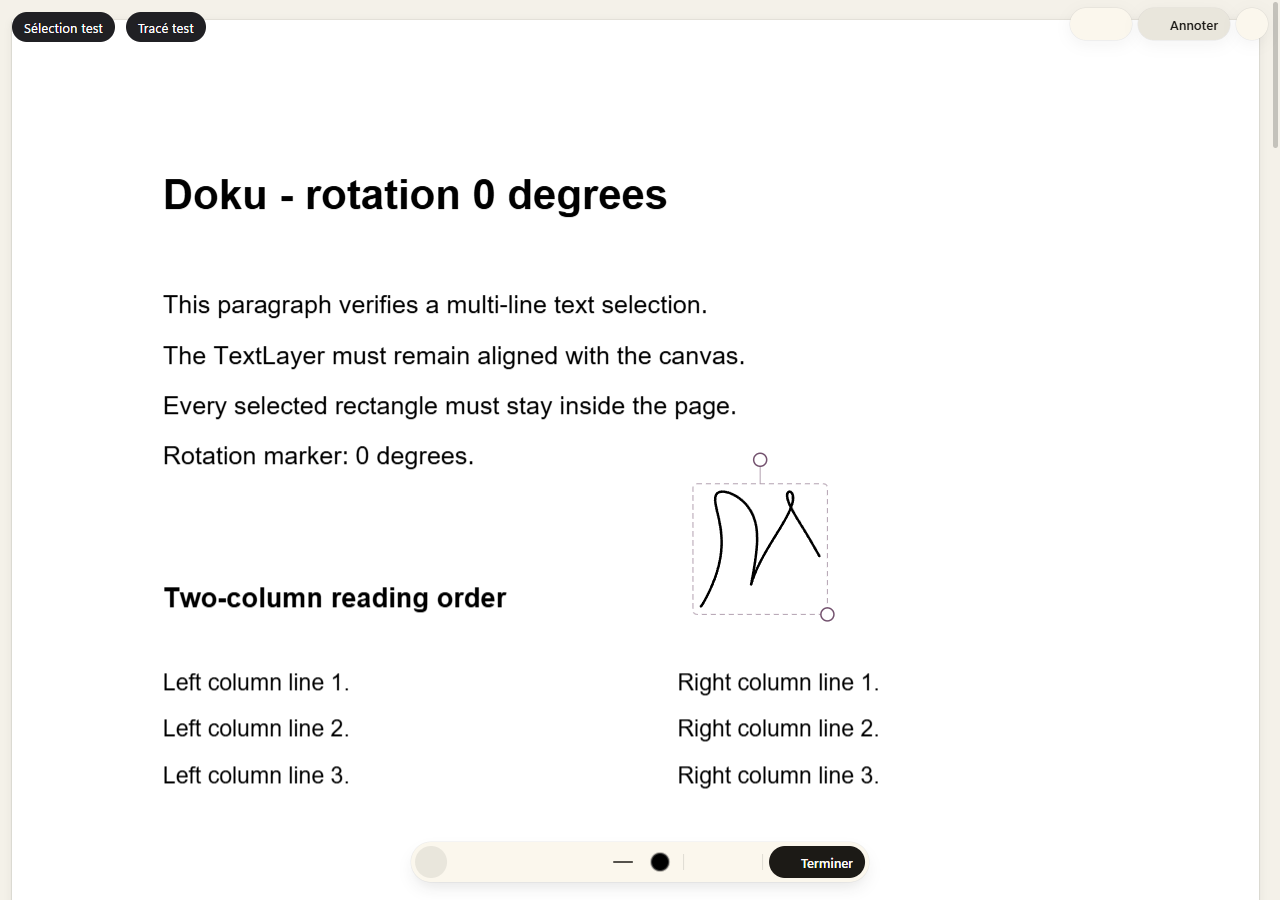 Sélection test
Tracé test
Annoter
Doku - rotation 0 degrees
This paragraph verifies a multi-line text selection.
The TextLayer must remain aligned with the canvas.
Every selected rectangle must stay inside the page.
Rotation marker: 0 degrees.
Two-column reading order
Left column line 1.
Left column line 2.
Left column line 3.
Right column line 1.
Right column line 2.
Right column line 3.
Terminer